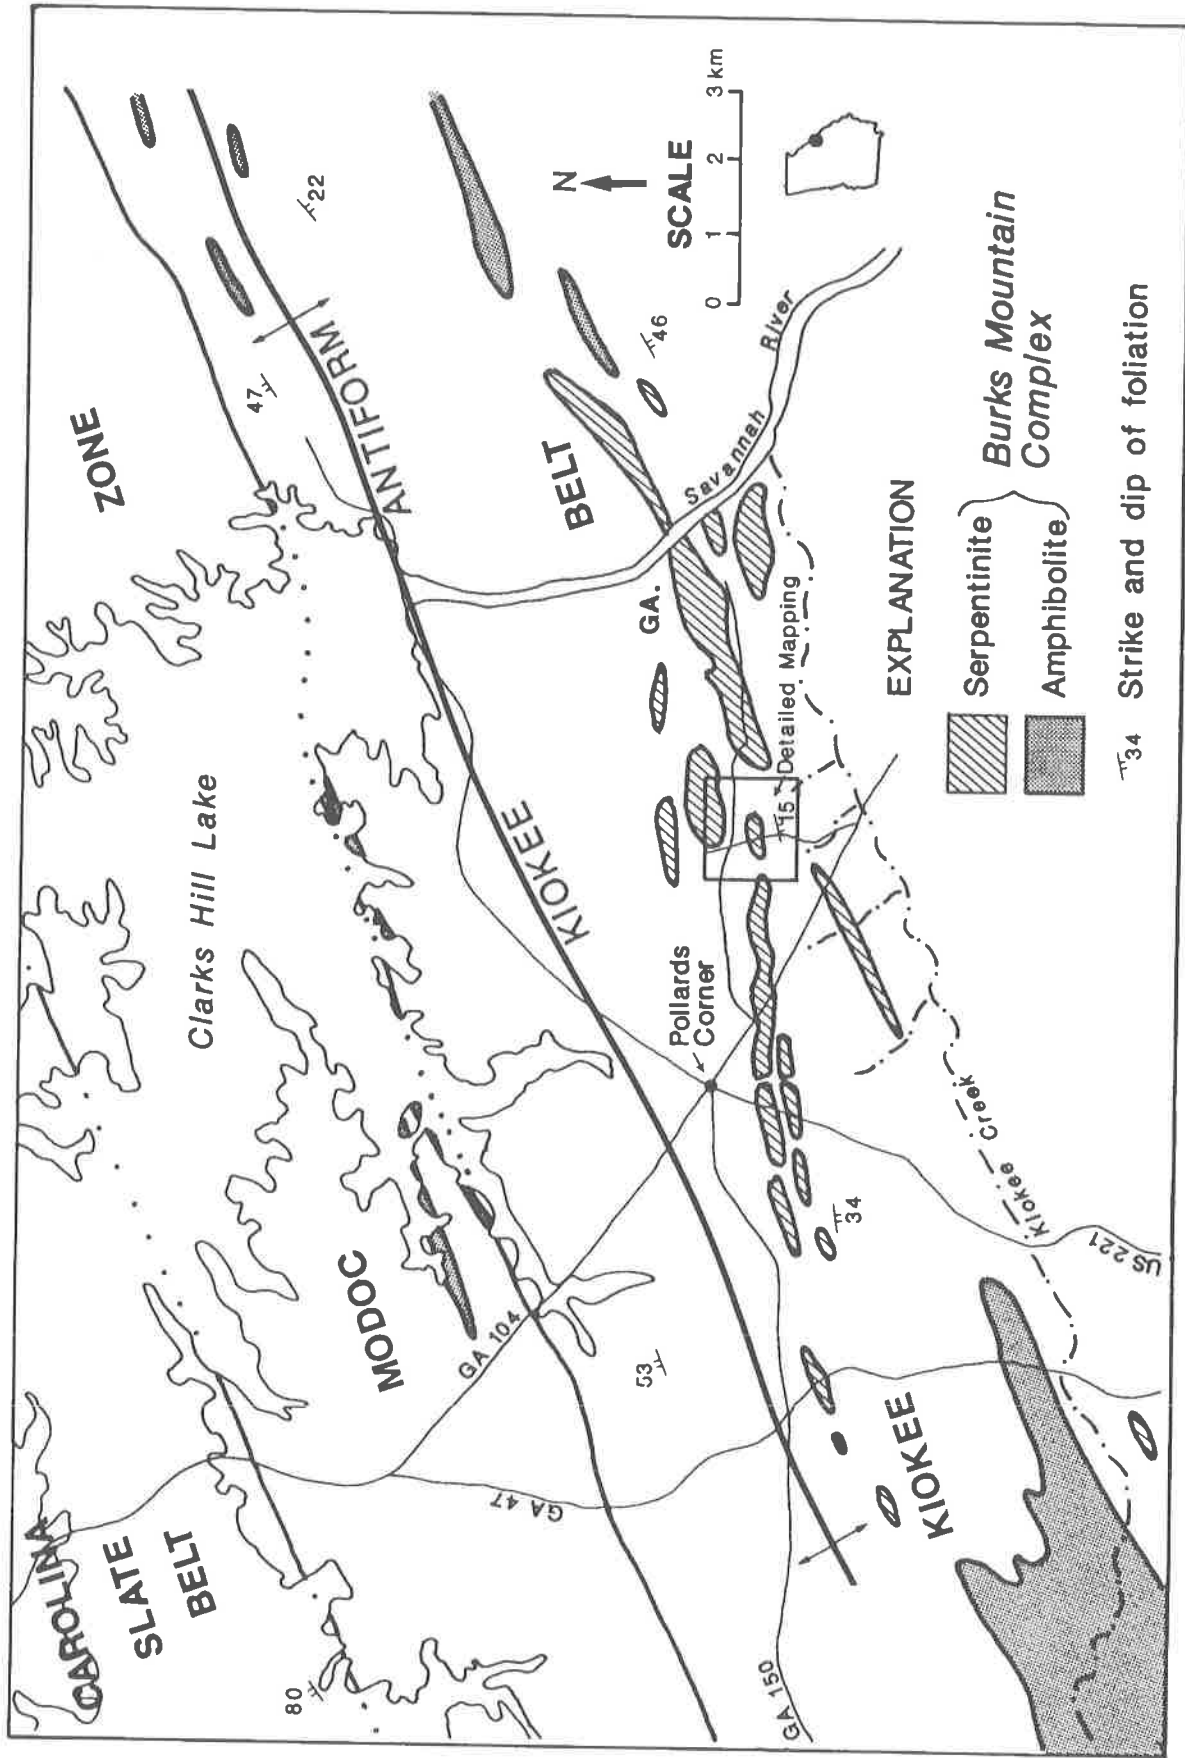 CAROLINA
SLATE
BELT
80
MODOC
ZONE
Clarks Hill Lake
GA 104
GA 47
GA 150
53
47
KIOKEE
ANTIFORM
22
Pollards
Corner
BELT
GA.
46
Savannah
River
N
SCALE
0 1 2 3 km
Detailed Mapping
15
34
KIOKEE
US 221
Kiokee Creek
EXPLANATION
Serpentinite
Amphibolite
Burks Mountain
Complex
34 Strike and dip of foliation